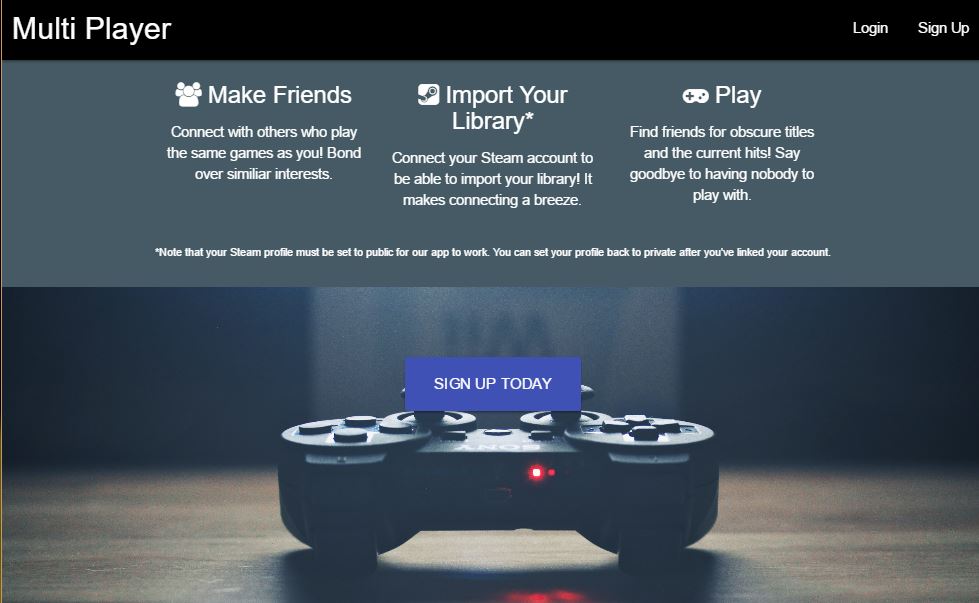 Multi Player
Login
Sign Up
Make Friends
Connect with others who play
the same games as you! Bond
over similiar interests.
Import Your
Library*
Connect your Steam account to
be able to import your library! It
makes connecting a breeze.
Play
Find friends for obscure titles
and the current hits! Say
goodbye to having nobody to
play with.
*Note that your Steam profile must be set to public for our app to work. You can set your profile back to private after you've linked your account.
SIGN UP TODAY
SONY